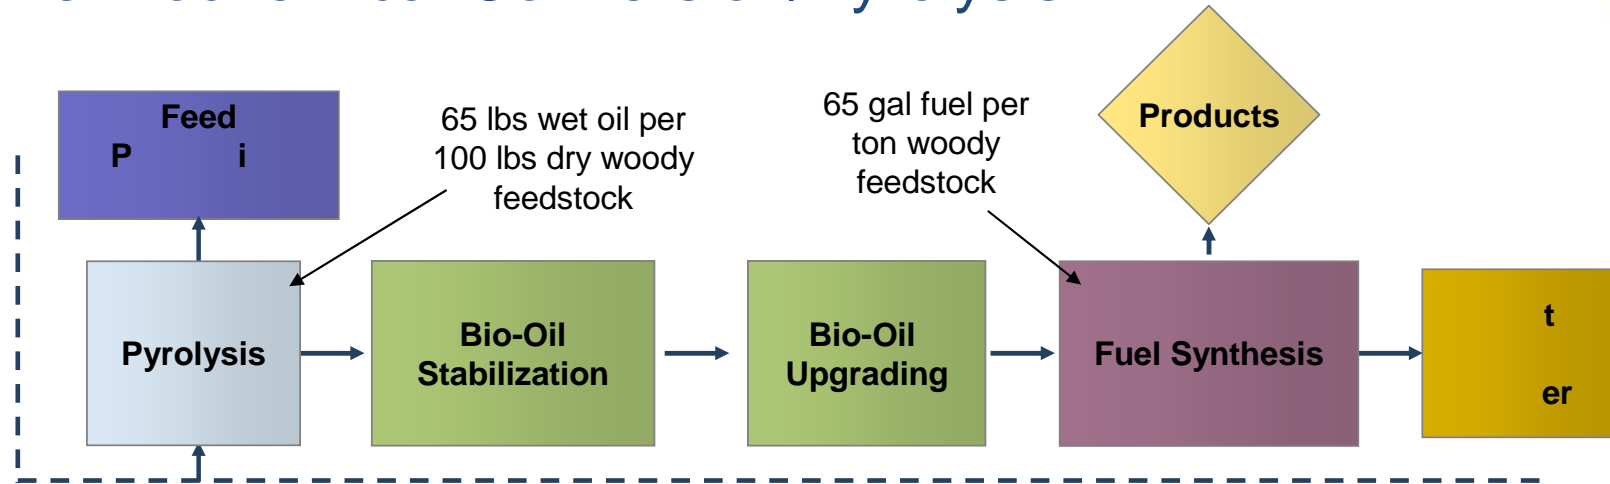 Feed
P i
65 lbs wet oil per
100 lbs dry woody
feedstock
65 gal fuel per
ton woody
feedstock
Products
Pyrolysis
Bio-Oil
Stabilization
Bio-Oil
Upgrading
Fuel Synthesis
t
er